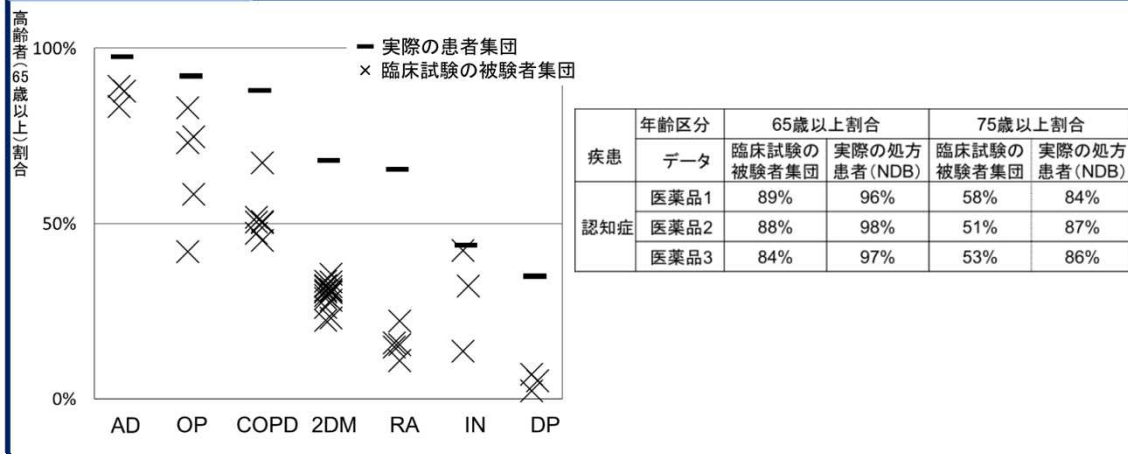 高齢者(65歳以上)割合
100%
50%
0%
実際の患者集団
臨床試験の被験者集団
AD OP COPD 2DM RA IN DP
年齢区分 65歳以上割合 75歳以上割合
疾患 データ 臨床試験の被験者集団 実際の処方患者(NDB) 臨床試験の被験者集団 実際の処方患者(NDB)
認知症 医薬品1 89% 96% 58% 84%
医薬品2 88% 98% 51% 87%
医薬品3 84% 97% 53% 86%